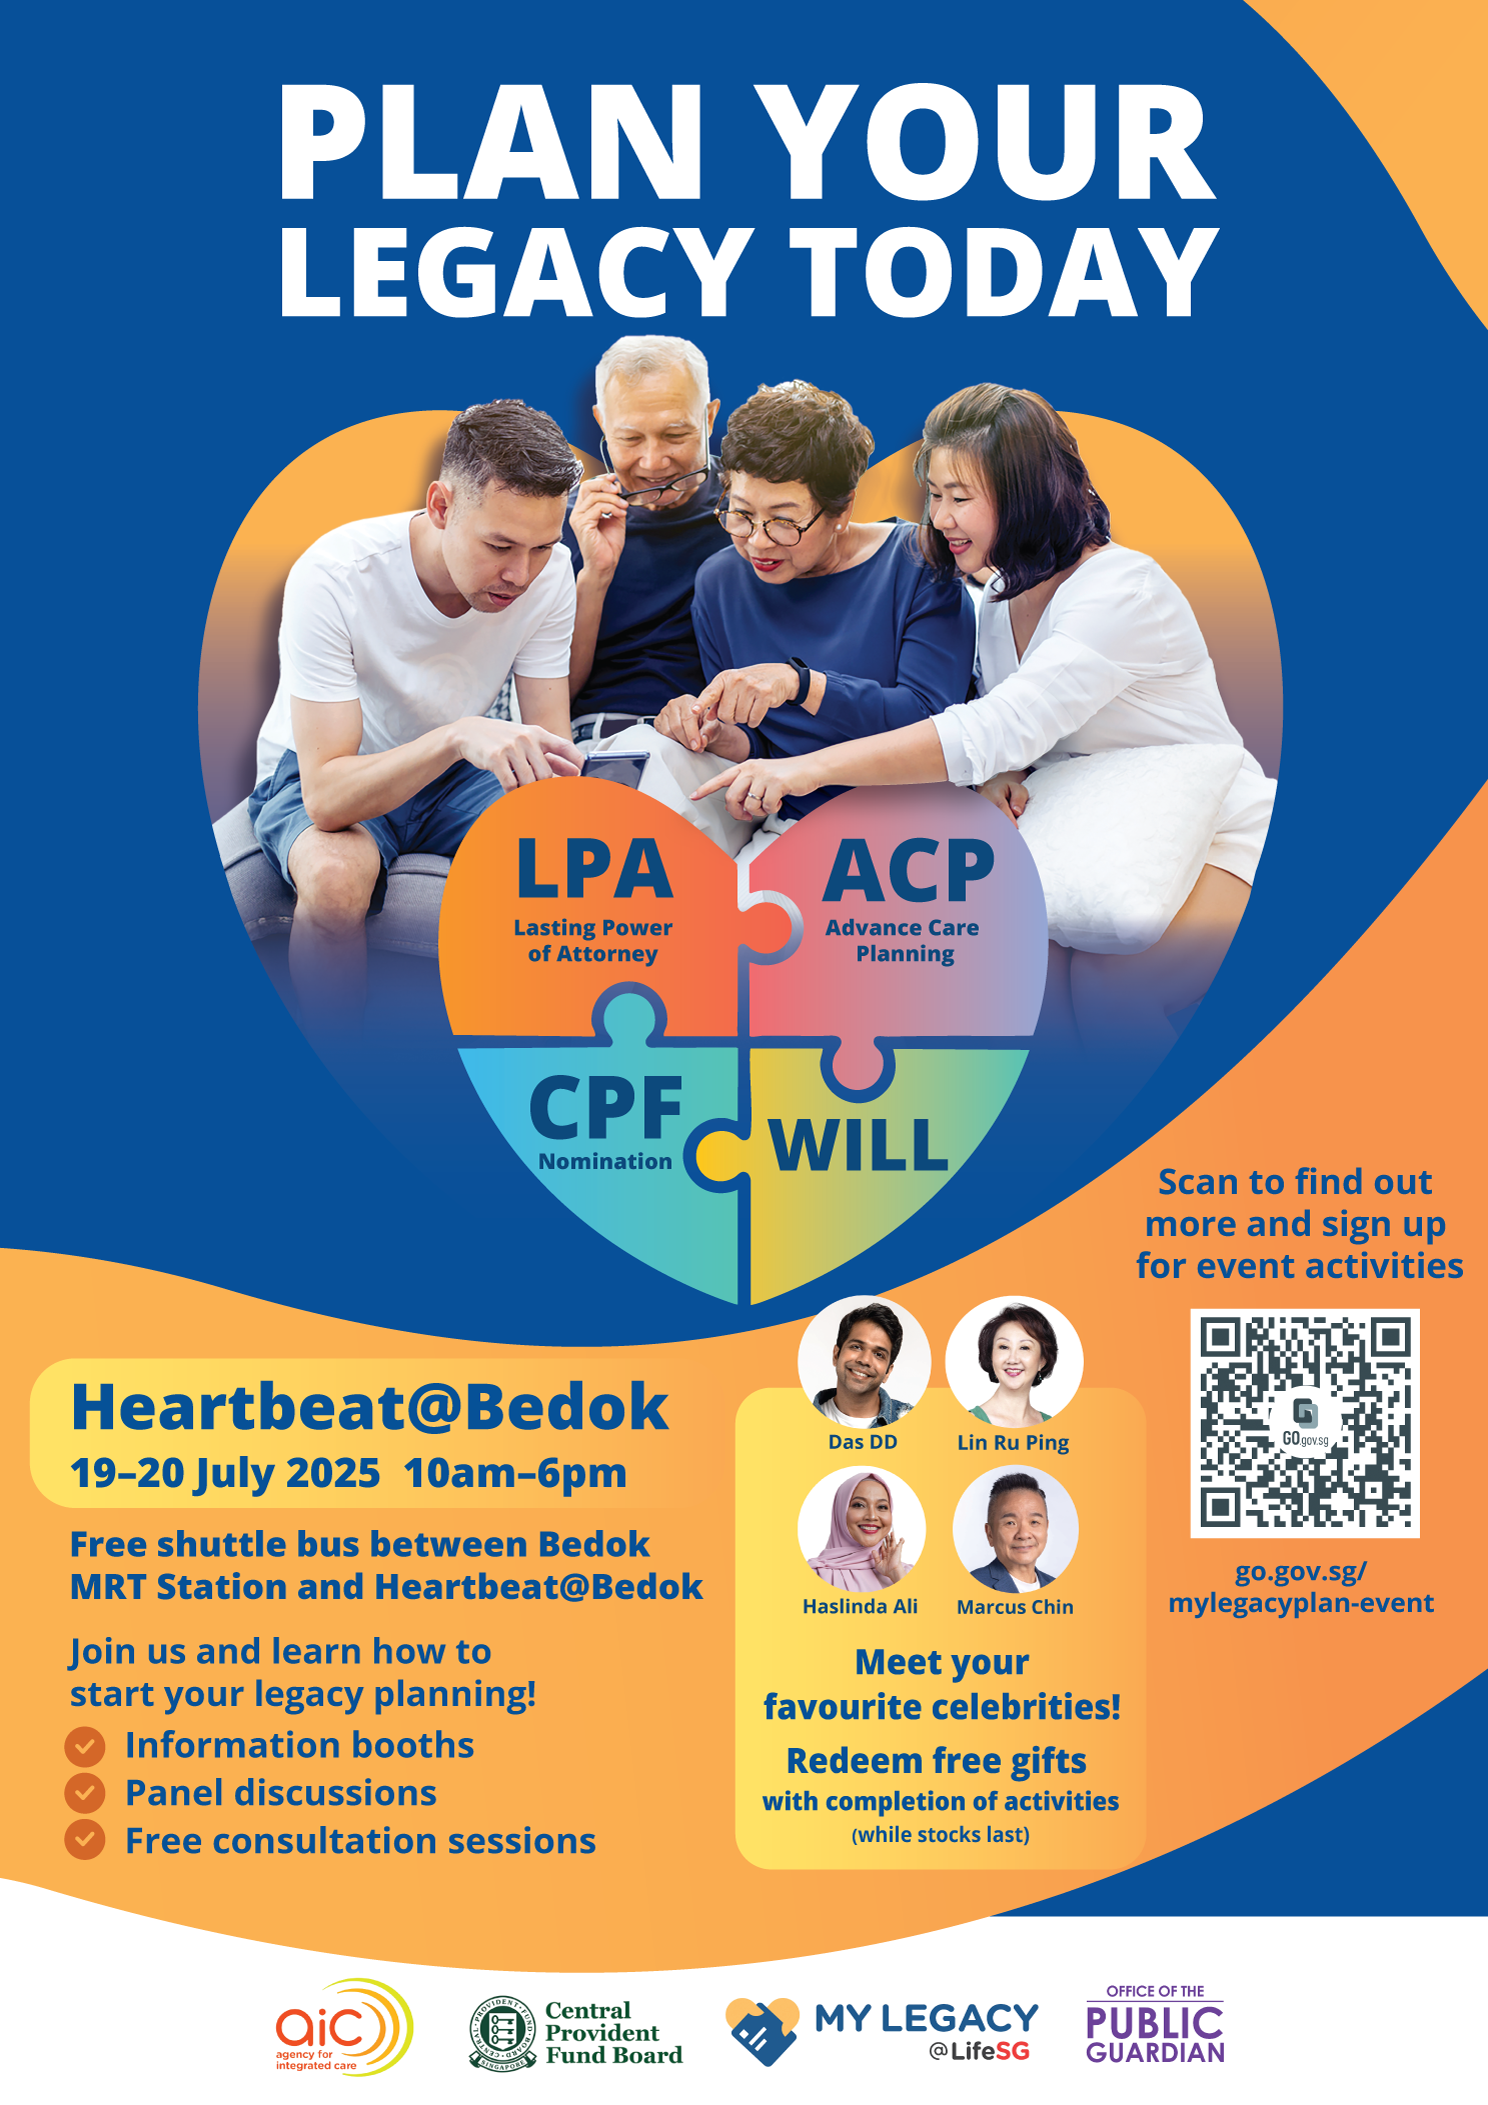 PLAN YOUR
LEGACY TODAY
LPA
Lasting Power
of Attorney
ACP
Advance Care
Planning
CPF
Nomination
WILL
Scan to find out
more and sign up
for event activities
GO.gov.sg
go.gov.sg/
mylegacyplan-event
Heartbeat@Bedok
19–20 July 2025 10am–6pm
Free shuttle bus between Bedok
MRT Station and Heartbeat@Bedok
Join us and learn how to
start your legacy planning!
Information booths
Panel discussions
Free consultation sessions
Das DD
Lin Ru Ping
Haslinda Ali
Marcus Chin
Meet your
favourite celebrities!
Redeem free gifts
with completion of activities
(while stocks last)
aic
agency for
integrated care
CENTRAL PROVIDENT FUND BOARD
SINGAPORE
Central
Provident
Fund Board
MY LEGACY
@LifeSG
OFFICE OF THE
PUBLIC
GUARDIAN